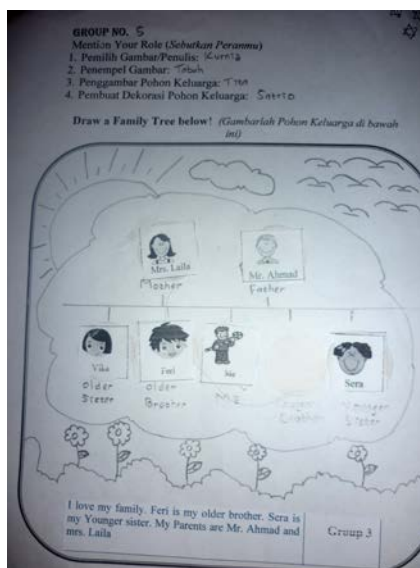 GROUP NO. 5
Mention Your Role (Sebutkan Peranmu)
1. Pemilih Gambar/Penulis: Kurnia
2. Penempel Gambar:
3. Penggambar Pohon Keluarga:
4. Pembuat Dekorasi Pohon Keluarga: Satrio
Draw a Family Tree below! (Gambarlah Pohon Keluarga di bawah
ini)
Mrs. Laila
Mr. Ahmad
Mother
Father
Vika
Feri
Me
Sera
older
Sister
older
Brother
Me
Younger
Sister
I love my family. Feri is my older brother. Sera is
my Younger sister. My Parents are Mr. Ahmad and
mrs. Laila
Group 3